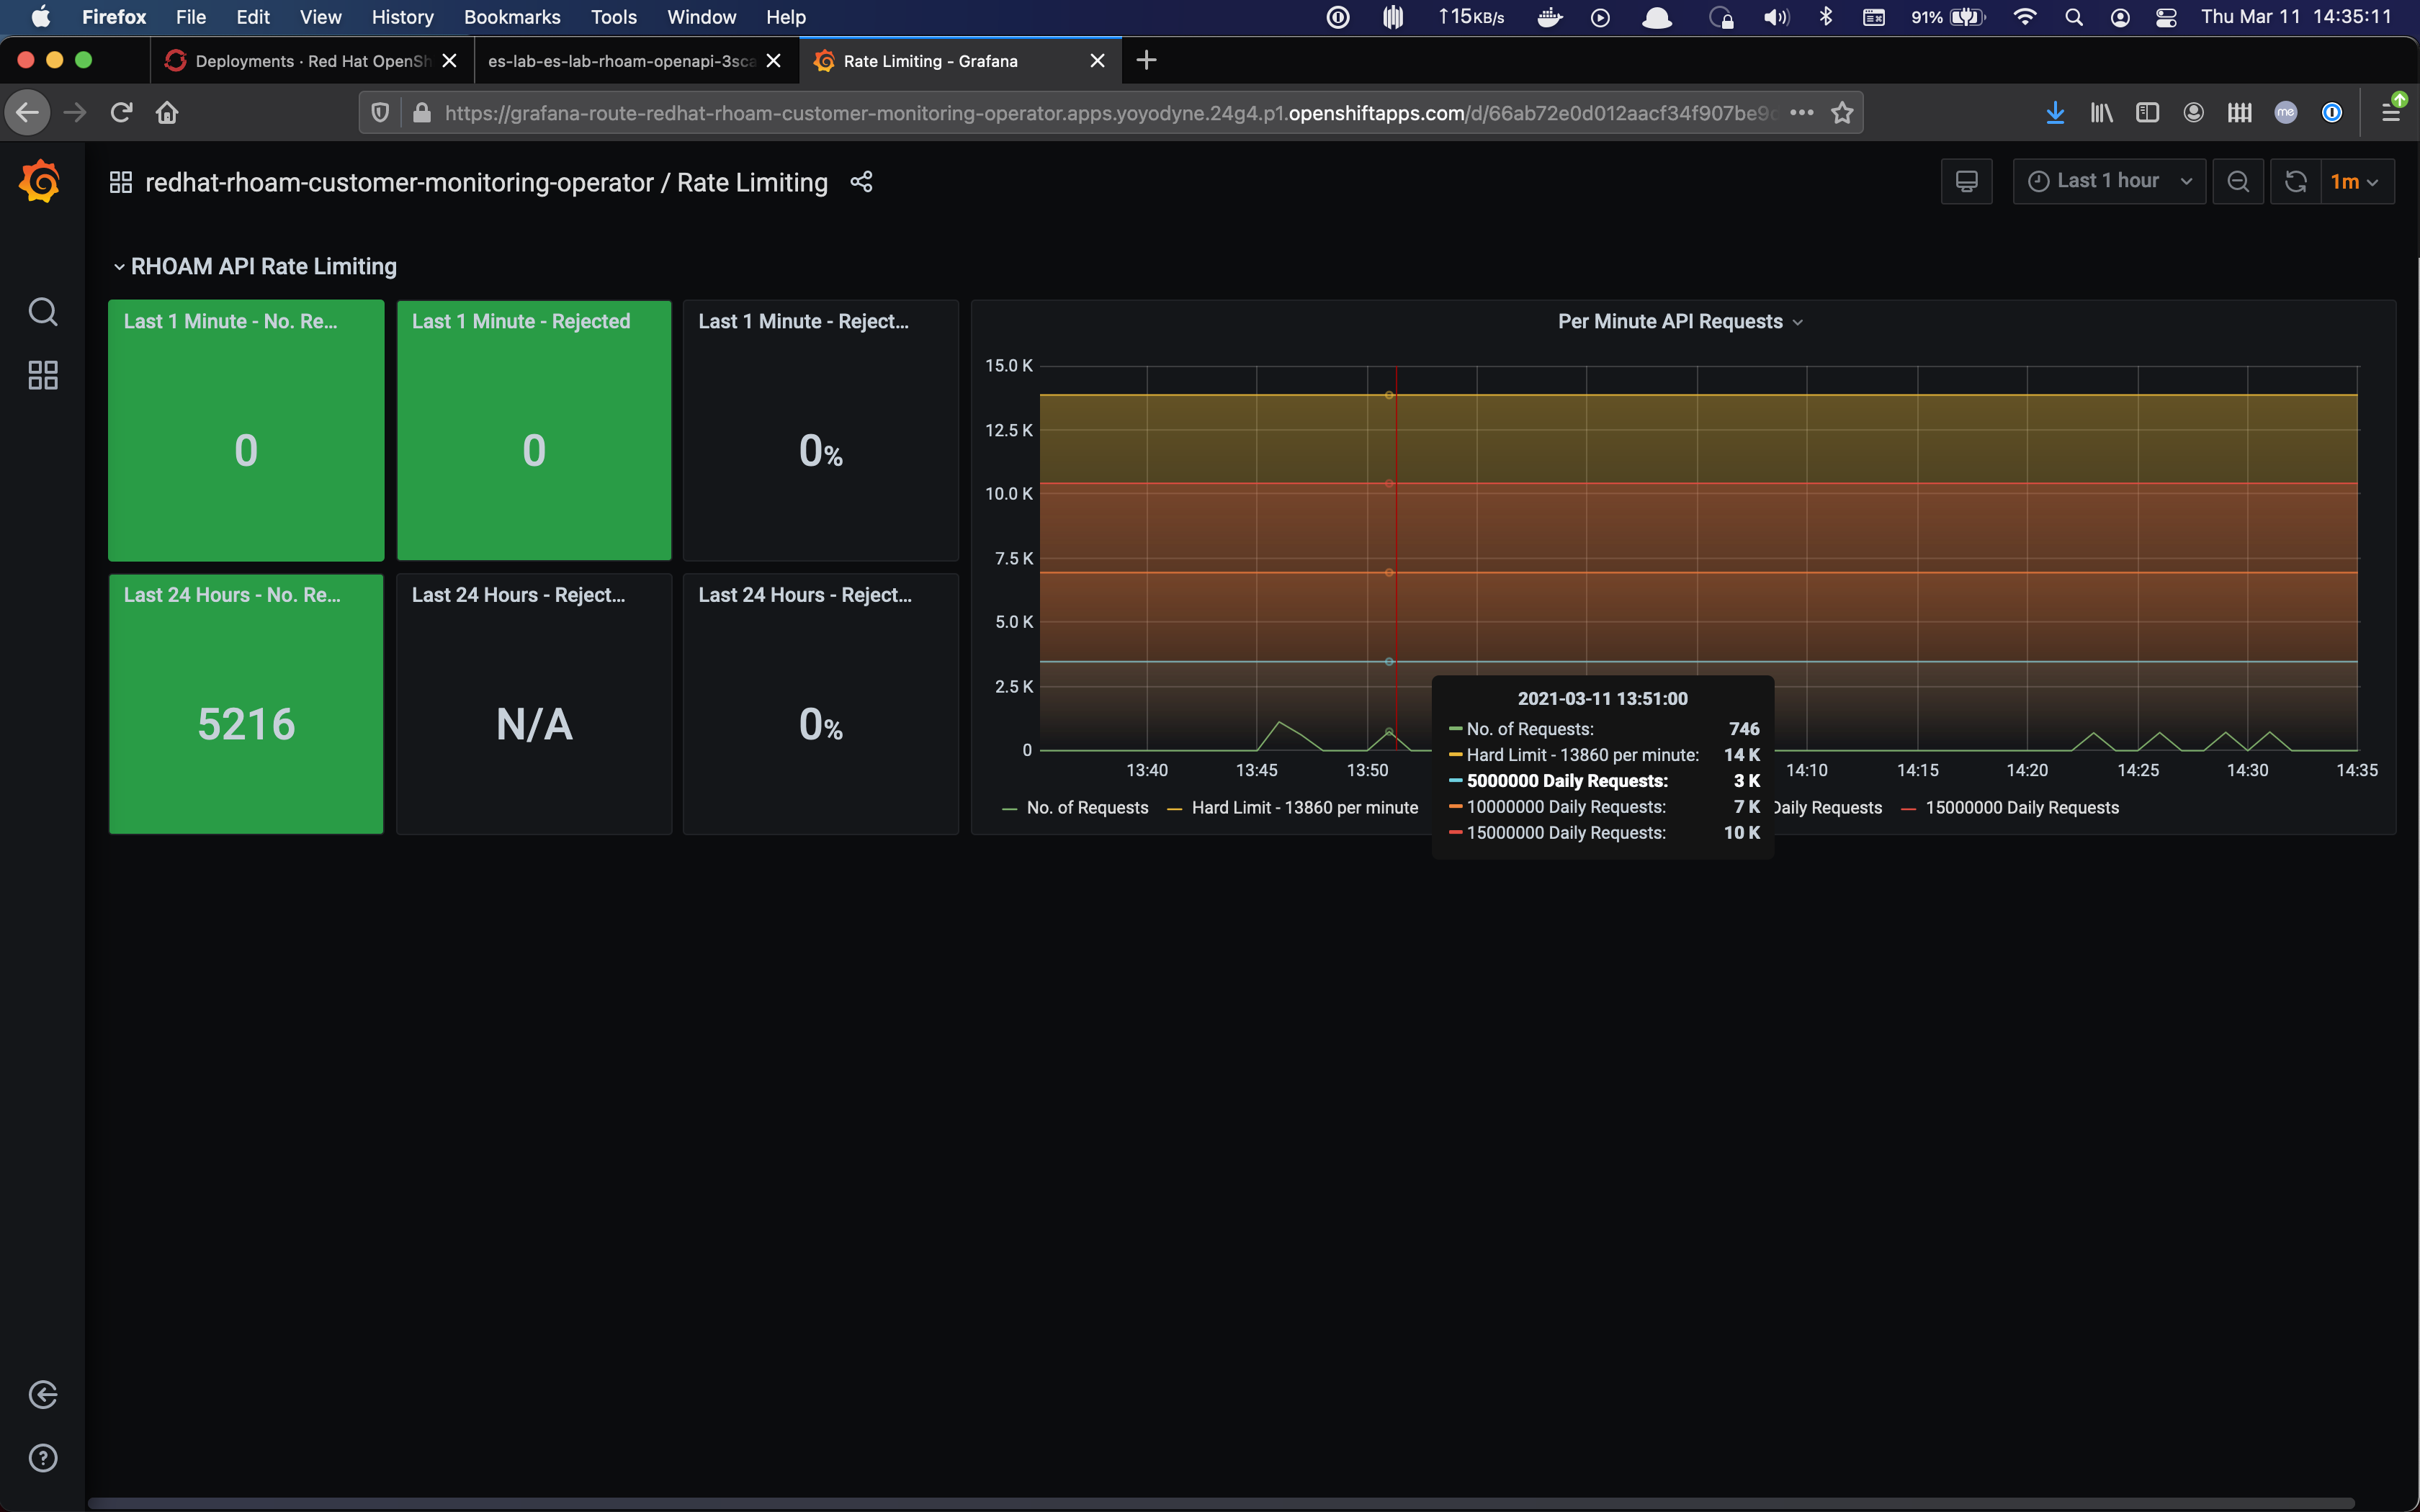 Firefox File Edit View History Bookmarks Tools Window Help ↑15KB/s 91% Thu Mar 11 14:35:11
Deployments · Red Hat OpenSh es-lab-es-lab-rhoam-openapi-3sca Rate Limiting - Grafana
https://grafana-route-redhat-rhoam-customer-monitoring-operator.apps.yoyodyne.24g4.p1.openshiftapps.com/d/66ab72e0d012aacf34f907be9 ••• me
redhat-rhoam-customer-monitoring-operator / Rate Limiting Last 1 hour 1m
RHOAM API Rate Limiting
Last 1 Minute - No. Re...
0
Last 1 Minute - Rejected
0
Last 1 Minute - Reject...
0%
Last 24 Hours - No. Re...
5216
Last 24 Hours - Reject...
N/A
Last 24 Hours - Reject...
0%
Per Minute API Requests
15.0 K
12.5 K
10.0 K
7.5 K
5.0 K
2.5 K
0
13:40 13:45 13:50 14:10 14:15 14:20 14:25 14:30 14:35
No. of Requests Hard Limit - 13860 per minute Daily Requests 15000000 Daily Requests
2021-03-11 13:51:00
No. of Requests: 746
Hard Limit - 13860 per minute: 14 K
5000000 Daily Requests: 3 K
10000000 Daily Requests: 7 K
15000000 Daily Requests: 10 K